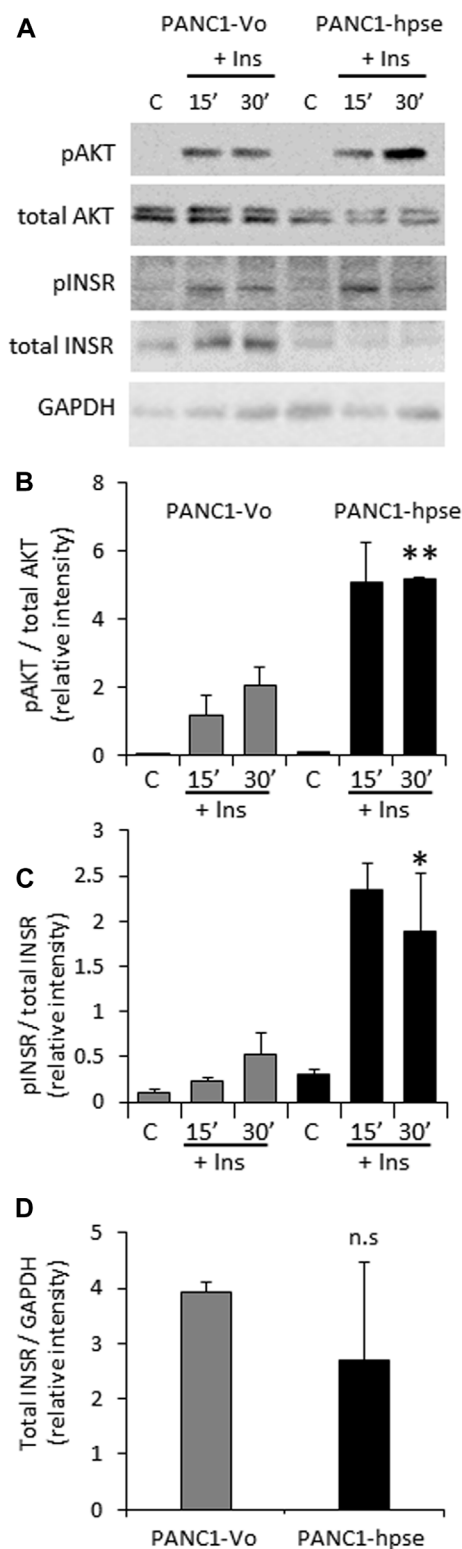 A
PANC1-Vo PANC1-hpse
+ Ins + Ins
C 15’ 30’ C 15’ 30’
pAKT
total AKT
pINSR
total INSR
GAPDH
B
PANC1-Vo PANC1-hpse
pAKT / total AKT
(relative intensity)
8
6
4
2
0
**
C 15’ 30’ C 15’ 30’
+ Ins + Ins
C
pINSR / total INSR
(relative intensity)
3
2.5
2
1.5
1
0.5
0
*
C 15’ 30’ C 15’ 30’
+ Ins + Ins
D
Total INSR / GAPDH
(relative intensity)
5
4
3
2
1
0
n.s
PANC1-Vo PANC1-hpse